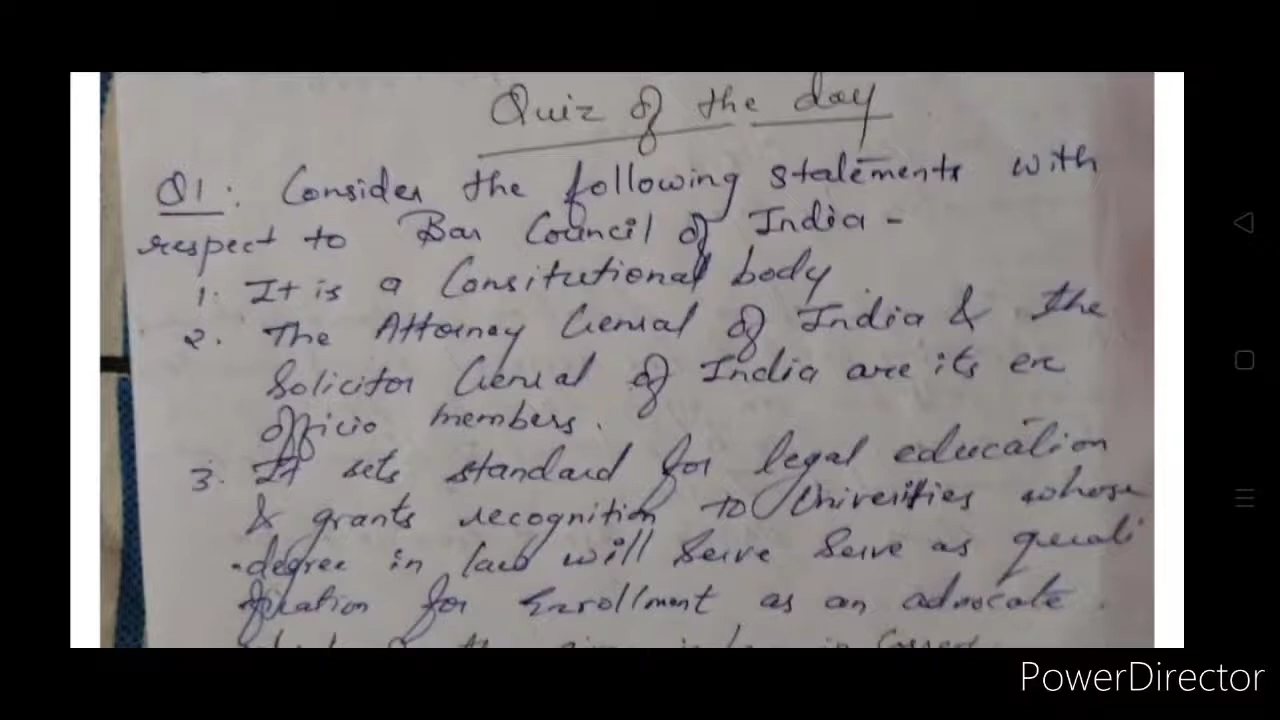 Quiz of the day
Q1: Consider the following statements with
respect to Bar Council of India -
1. It is a Consitutional body
2. The Attorney Genral of India & the
Solicitor Genral of India are its ex
officio members.
3. It sets standard for legal education
& grants recognition to Univerities whose
degree in law will serve serve as quali
fication for Enrollment as an advocate.
PowerDirector